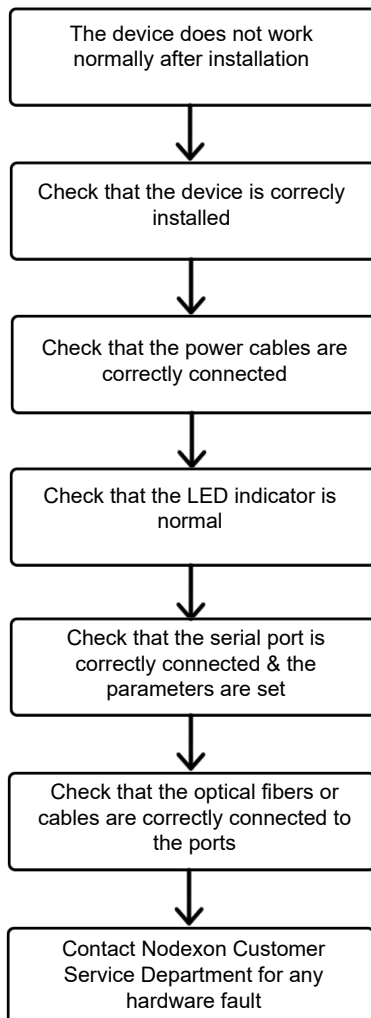 The device does not work
normally after installation
Check that the device is correcly
installed
Check that the power cables are
correctly connected
Check that the LED indicator is
normal
Check that the serial port is
correctly connected & the
parameters are set
Check that the optical fibers or
cables are correctly connected to
the ports
Contact Nodexon Customer
Service Department for any
hardware fault